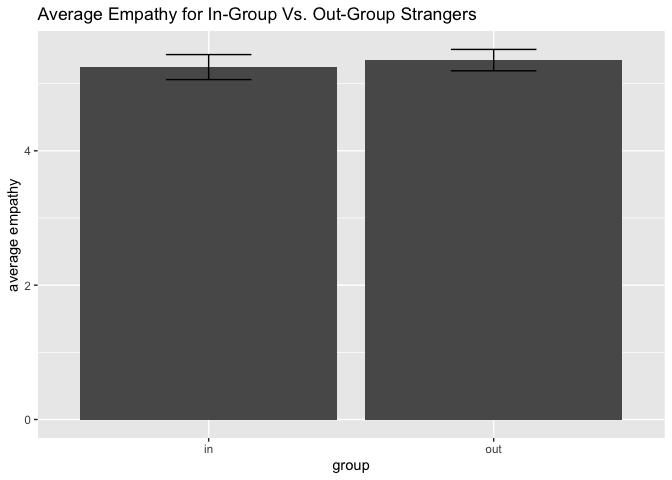 Average Empathy for In-Group Vs. Out-Group Strangers
average empathy
4
2
0
in
out
group